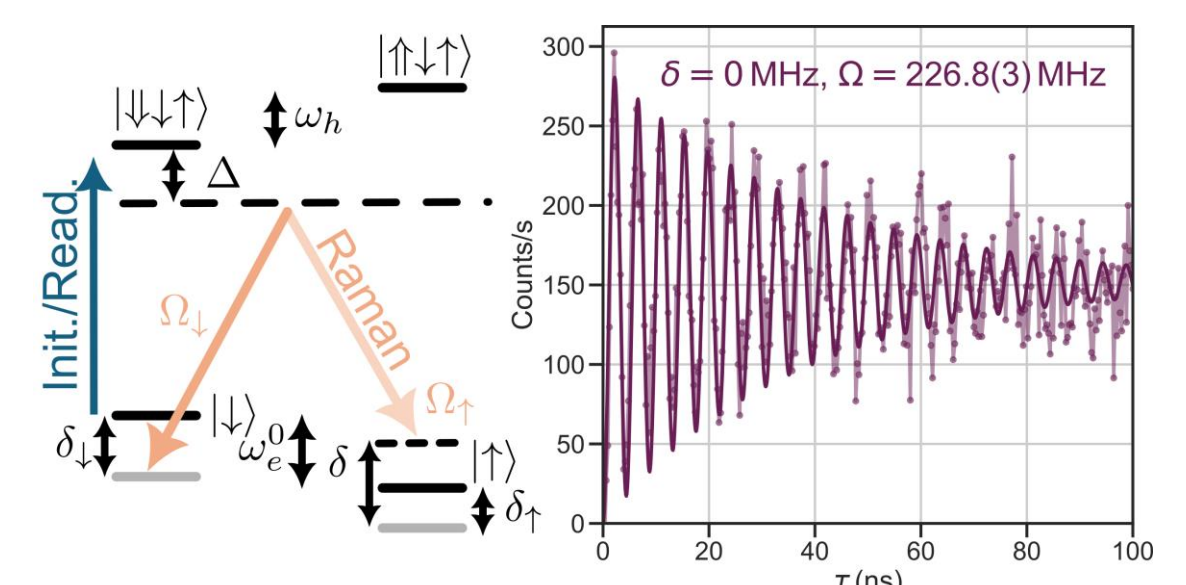 |⇑↓↑⟩
|⇓↓↑⟩
ω_h
Δ
Init./Read.
Raman
Ω_↓
Ω_↑
|↓⟩
δ_↓
ω_e^0
δ
|↑⟩
δ_↑
δ = 0 MHz, Ω = 226.8(3) MHz
Counts/s
300
250
200
150
100
50
0
0 20 40 60 80 100
τ (ns)